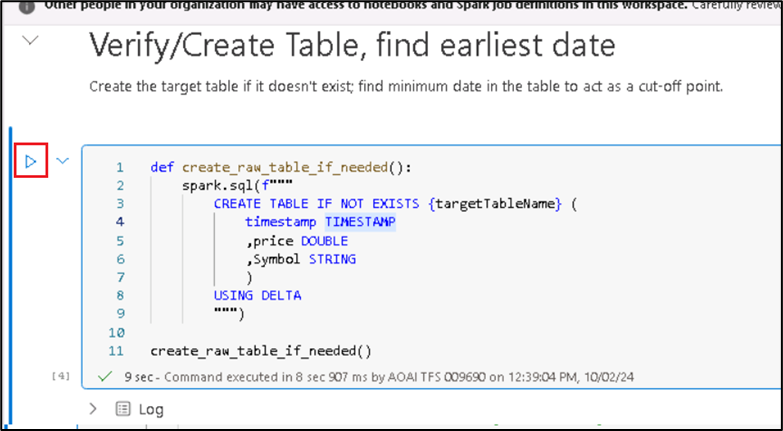 Other people in your organization may have access to notebooks and Spark job definitions in this workspace. Carefully review
Verify/Create Table, find earliest date
Create the target table if it doesn't exist; find minimum date in the table to act as a cut-off point.
1 def create_raw_table_if_needed():
2 spark.sql(f"""
3 CREATE TABLE IF NOT EXISTS {targetTableName} (
4 timestamp TIMESTAMP
5 ,price DOUBLE
6 ,Symbol STRING
7 )
8 USING DELTA
9 """)
10
11 create_raw_table_if_needed()
[4] 9 sec - Command executed in 8 sec 907 ms by AOAI TFS 009690 on 12:39:04 PM, 10/02/24
Log